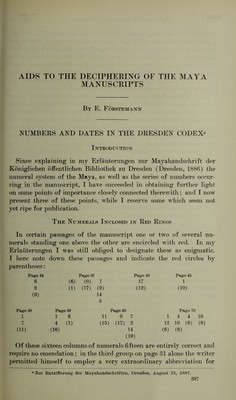 AIDS TO THE DECIPHERING OF THE MAYA
MANUSCRIPTS
By E. Förstemann
NUMBERS AND DATES IN THE DRESDEN CODEXᵃ
Introduction
Since explaining in my Erläuterungen zur Mayahandschrift der
Königlichen öffentlichen Bibliothek zu Dresden (Dresden, 1886) the
numeral system of the Maya, as well as the series of numbers occur-
ring in the manuscript, I have succeeded in obtaining further light
on some points of importance closely connected therewith; and I now
present three of these points, while I reserve some which seem not
yet ripe for publication.
The Numerals Inclosed in Red Rings
In certain passages of the manuscript one or two of several nu-
merals standing one above the other are encircled with red. In my
Erläuterungen I was still obliged to designate these as enigmatic.
I here note down these passages and indicate the red circles by
parentheses:
Page 24 Page 31 Page 43 Page 45
6 (6) (0) 7 17 1
2 (1) (17) (2) (12) (10)
(0) 14
5
Page 58 Page 62 Page 63 Page 70
1 1 8 11 0 7 1 4 4 10
7 4 (1) (15) (17) 2 12 10 (6) (8)
(11) (16) 14 (6) (6)
(19)
Of these sixteen columns of numerals fifteen are entirely correct and
require no emendation; in the third group on page 31 alone the writer
permitted himself to employ a very extraordinary abbreviation for
ᵃ Zur Entzifferung der Mayahandschriften, Dresden, August 31, 1887.
397